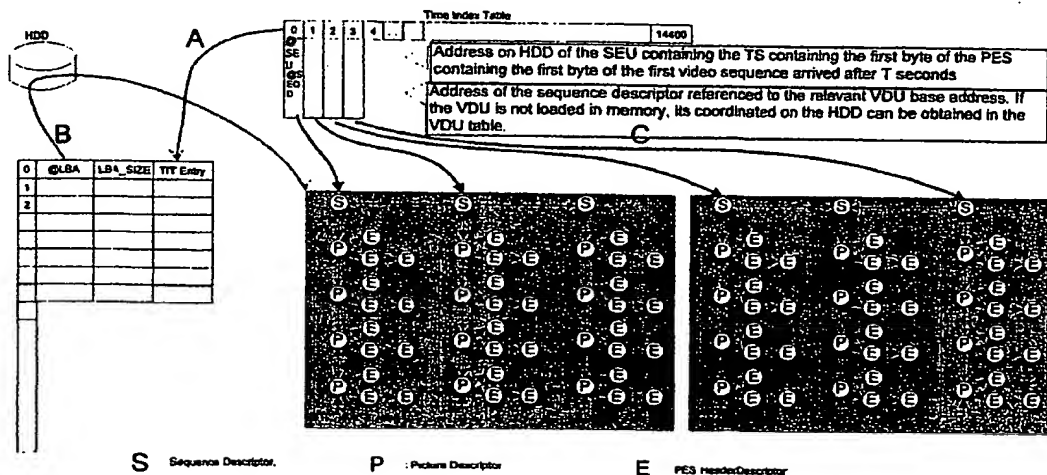 Time Index Table
HDD
A
0 1 2 3 4 ... 14400
@
SE
U
@S
ED
Address on HDD of the SEU containing the TS containing the first byte of the PES
containing the first byte of the first video sequence arrived after T seconds
Address of the sequence descriptor referenced to the relevant VDU base address. If
the VDU is not loaded in memory, its coordinated on the HDD can be obtained in the
VDU table.
B
C
0 @LBA LBA_SIZE TIT Entry
1
2
S S S S S S
P E E E P E E E P E E E P E E E P E E E P E E E
P E E E P E E E P E E E P E E E P E E E P E E E
P E E E P E E E P E E E P E E E P E E E P E E E
P E E E P E E E P E E E P E E E P E E E P E E E
S Sequence Descriptor. P : Picture Descriptor E PES HeaderDescriptor